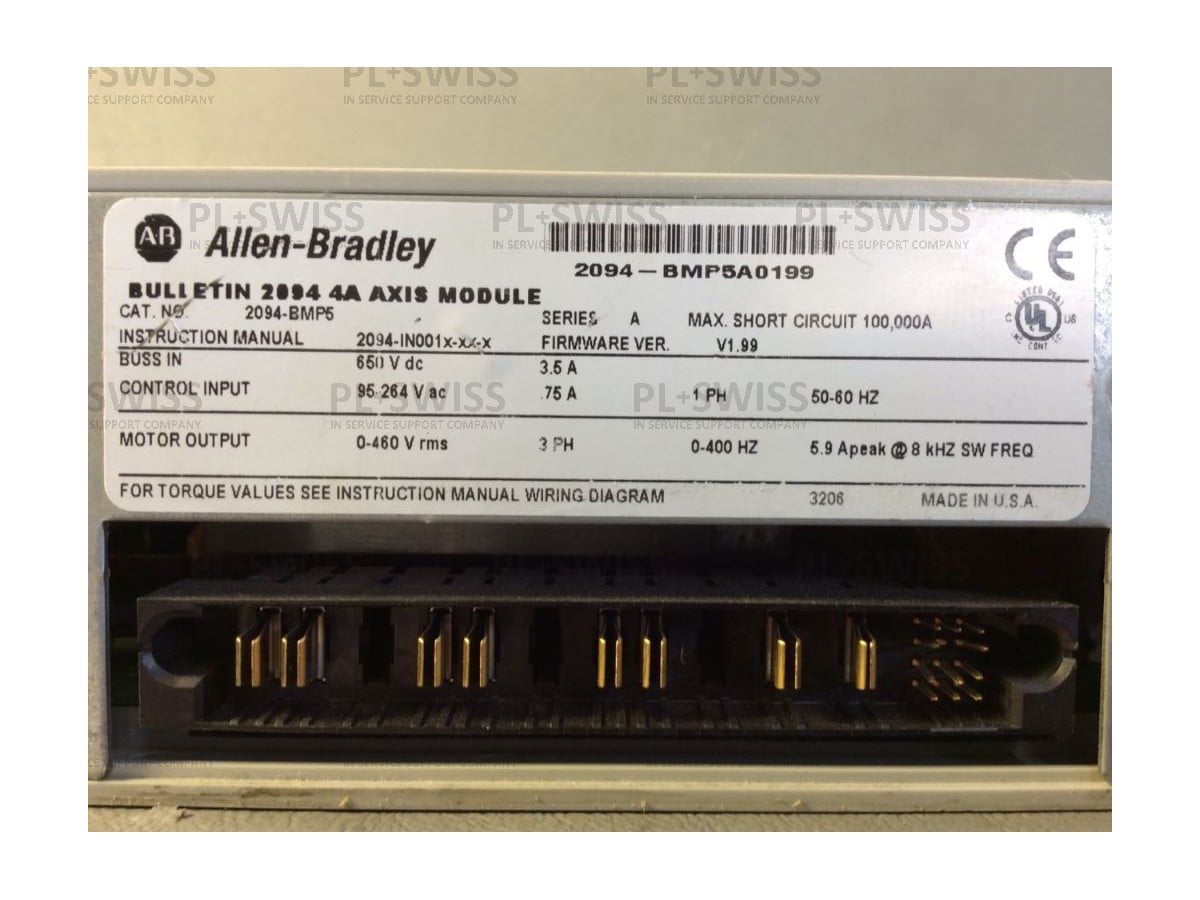 PL+SWISS PL+SWISS PL+SWISS
CE SUPPORT COMPANY IN SERVICE SUPPORT COMPANY IN SERVICE SUPPORT COMPANY
PL+SWISS PL+SWISS PL+SWISS
AB Allen-Bradley
IN SERVICE SUPPORT COMPANY
2094-BMP5A0199
CE
LISTED
C UL US
BULLETIN 2094 4A AXIS MODULE
CAT. NO. 2094-BMP5 SERIES A MAX. SHORT CIRCUIT 100,000A
INSTRUCTION MANUAL 2094-IN001x-xx-x FIRMWARE VER. V1.99
BUSS IN 650 V dc 3.5 A
CONTROL INPUT 95-264 V ac .75 A 1 PH 50-60 HZ
SWISS PL+SWISS PL+SWISS
SUPPORT COMPANY IN SERVICE SUPPORT COMPANY IN SERVICE SUPPORT COMPANY
MOTOR OUTPUT 0-460 V rms 3 PH 0-400 HZ 5.9 Apeak @ 8 kHZ SW FREQ
FOR TORQUE VALUES SEE INSTRUCTION MANUAL WIRING DIAGRAM 3206 MADE IN U.S.A.